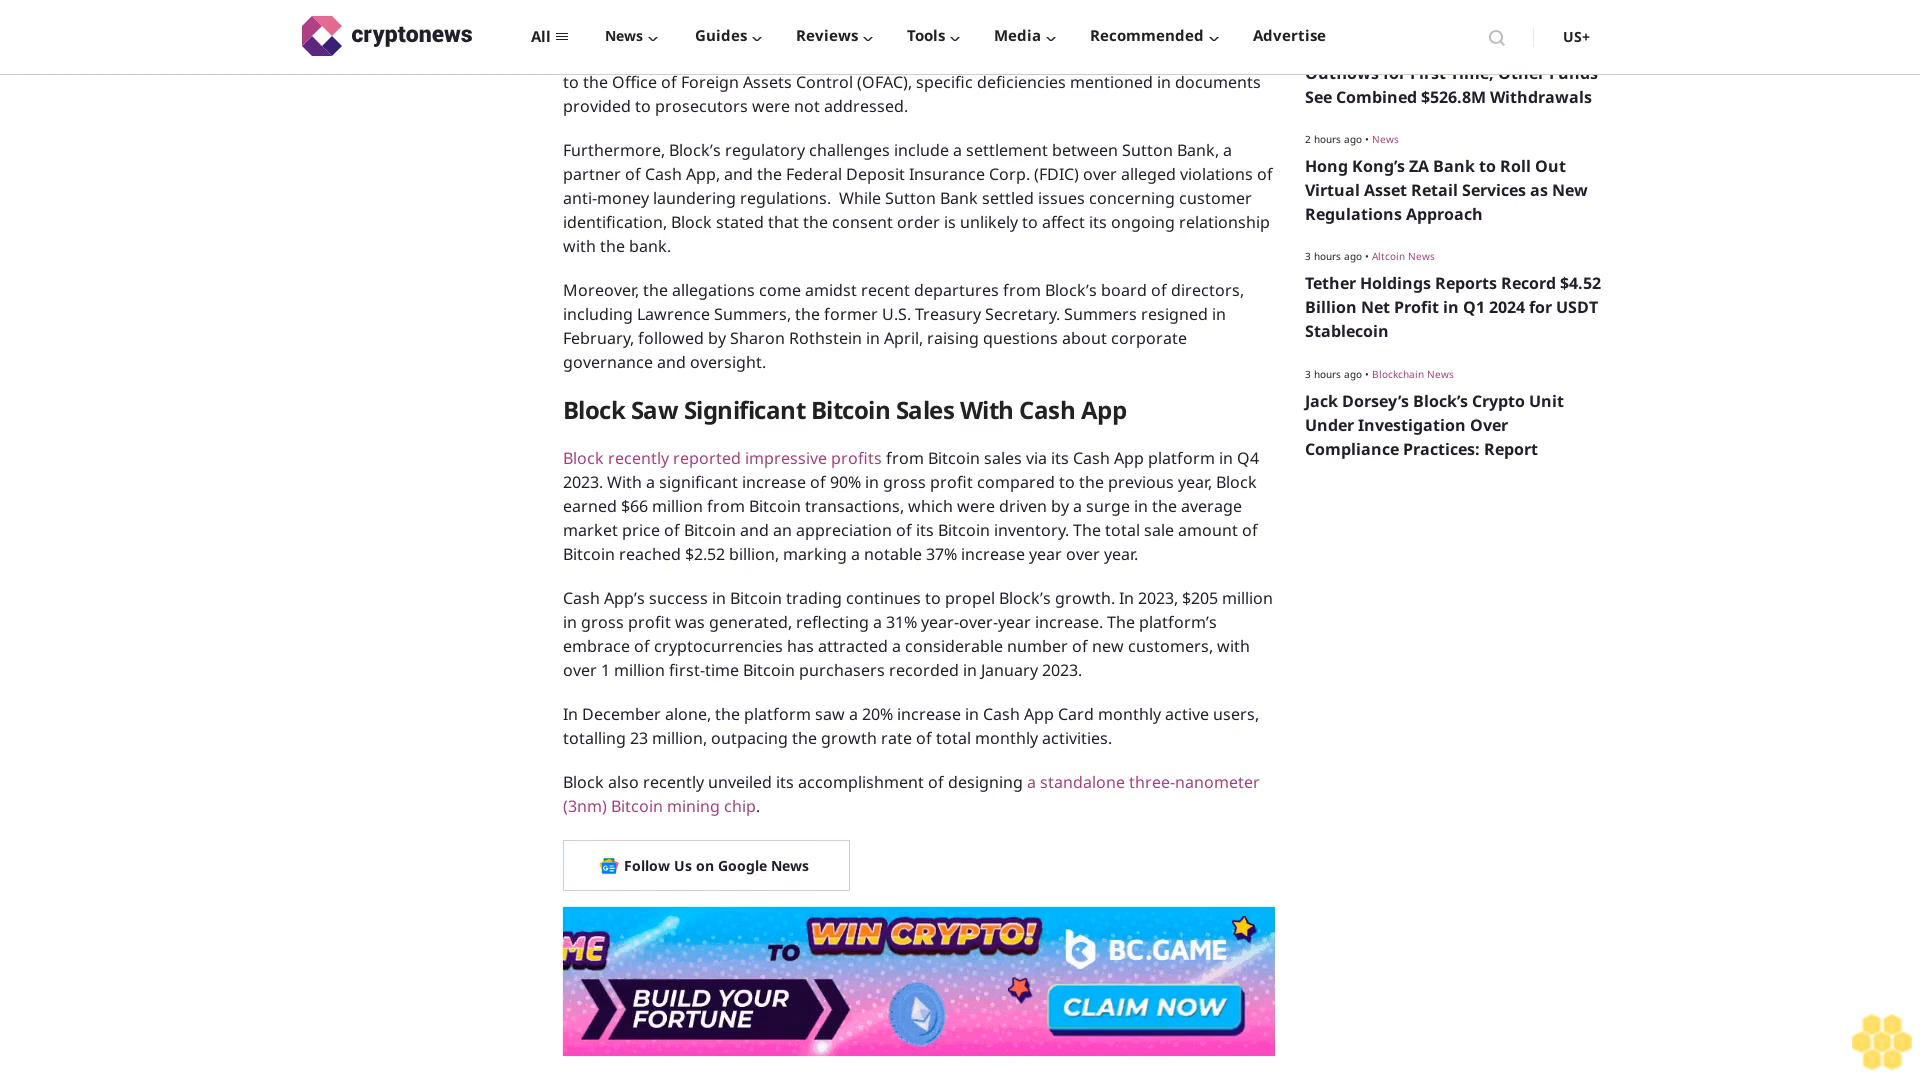 cryptonews
All
News
Guides
Reviews
Tools
Media
Recommended
Advertise
US+
to the Office of Foreign Assets Control (OFAC), specific deficiencies mentioned in documents
provided to prosecutors were not addressed.
Furthermore, Block’s regulatory challenges include a settlement between Sutton Bank, a
partner of Cash App, and the Federal Deposit Insurance Corp. (FDIC) over alleged violations of
anti-money laundering regulations.  While Sutton Bank settled issues concerning customer
identification, Block stated that the consent order is unlikely to affect its ongoing relationship
with the bank.
Moreover, the allegations come amidst recent departures from Block’s board of directors,
including Lawrence Summers, the former U.S. Treasury Secretary. Summers resigned in
February, followed by Sharon Rothstein in April, raising questions about corporate
governance and oversight.
Block Saw Significant Bitcoin Sales With Cash App
Block recently reported impressive profits from Bitcoin sales via its Cash App platform in Q4
2023. With a significant increase of 90% in gross profit compared to the previous year, Block
earned $66 million from Bitcoin transactions, which were driven by a surge in the average
market price of Bitcoin and an appreciation of its Bitcoin inventory. The total sale amount of
Bitcoin reached $2.52 billion, marking a notable 37% increase year over year.
Cash App’s success in Bitcoin trading continues to propel Block’s growth. In 2023, $205 million
in gross profit was generated, reflecting a 31% year-over-year increase. The platform’s
embrace of cryptocurrencies has attracted a considerable number of new customers, with
over 1 million first-time Bitcoin purchasers recorded in January 2023.
In December alone, the platform saw a 20% increase in Cash App Card monthly active users,
totalling 23 million, outpacing the growth rate of total monthly activities.
Block also recently unveiled its accomplishment of designing a standalone three-nanometer
(3nm) Bitcoin mining chip.
Follow Us on Google News
ME
TO WIN CRYPTO!
BC.GAME
BUILD YOUR
FORTUNE
CLAIM NOW
Outflows for First Time, Other Funds
See Combined $526.8M Withdrawals
2 hours ago • News
Hong Kong’s ZA Bank to Roll Out
Virtual Asset Retail Services as New
Regulations Approach
3 hours ago • Altcoin News
Tether Holdings Reports Record $4.52
Billion Net Profit in Q1 2024 for USDT
Stablecoin
3 hours ago • Blockchain News
Jack Dorsey’s Block’s Crypto Unit
Under Investigation Over
Compliance Practices: Report